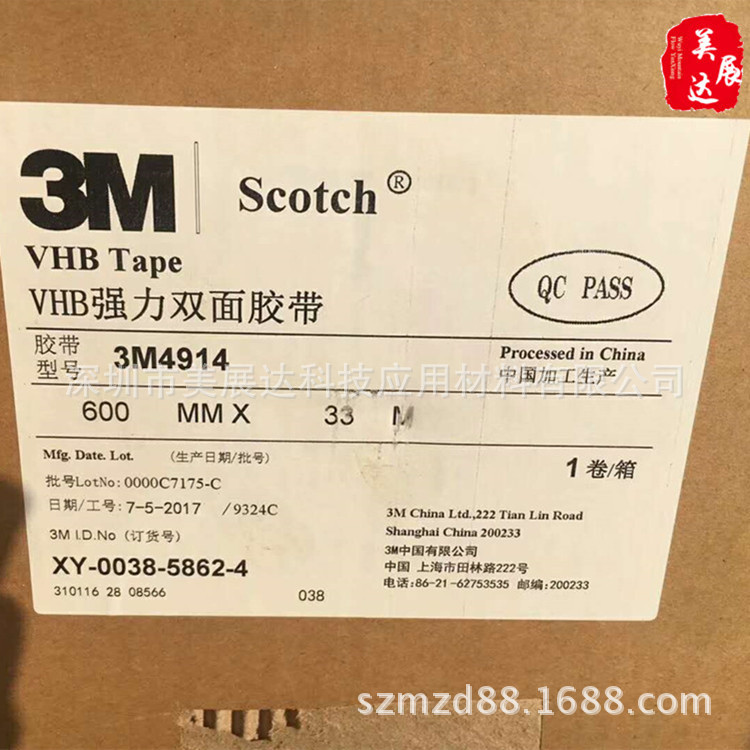 美展达
3M Scotch®
VHB Tape
VHB强力双面胶带
QC PASS
胶带型号 3M4914
Processed in China
中国加工生产
深圳市美展达科技应用材料有限公司
600 MM X 33 M
Mfg. Date. Lot. (生产日期/批号)
1卷/箱
批号LotNo: 0000C7175-C
日期/工号: 7-5-2017 /9324C
3M I.D.No (订货号)
XY-0038-5862-4
310116 28 08566 038
3M China Ltd.,222 Tian Lin Road
Shanghai China 200233
3M中国有限公司
中国 上海市田林路222号
电话:86-21-62753535 邮编:200233
szmzd88.1688.com